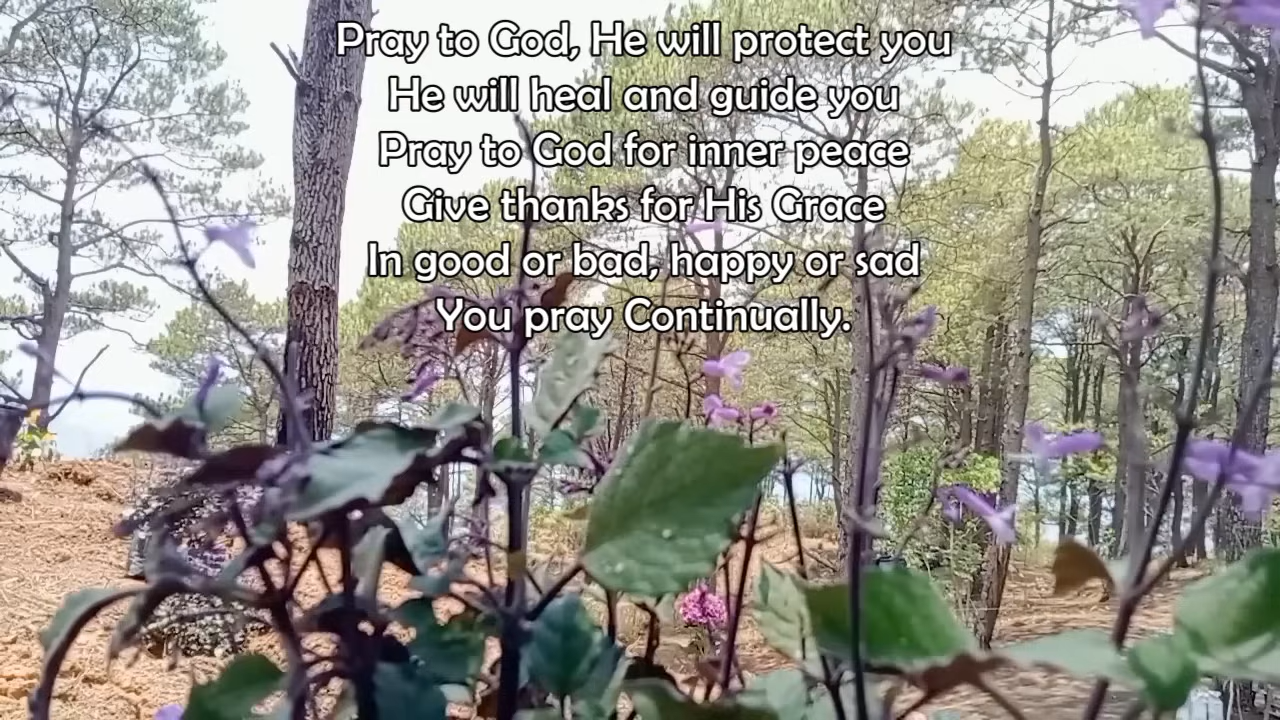 Pray to God, He will protect you
He will heal and guide you
Pray to God for inner peace
Give thanks for His Grace
In good or bad, happy or sad
You pray Continually.